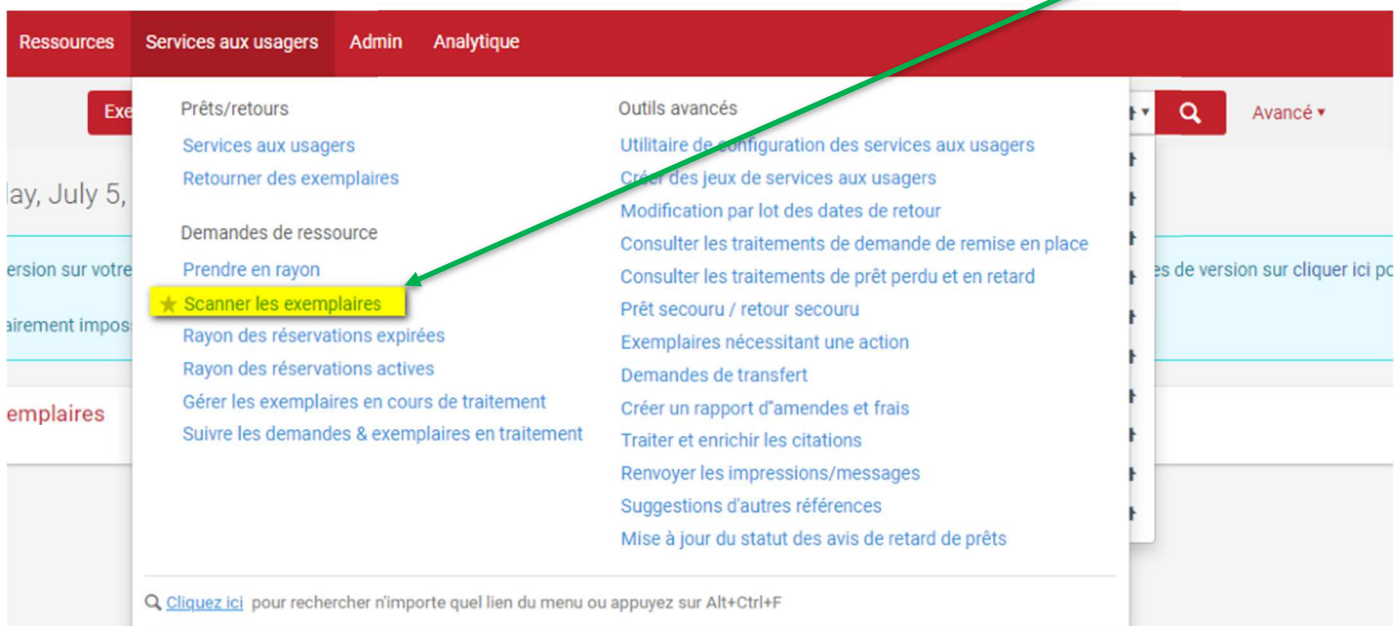 Ressources Services aux usagers Admin Analytique
Exe
Avancé
Prêts/retours
Services aux usagers
Retourner des exemplaires
Demandes de ressource
Prendre en rayon
Scanner les exemplaires
Rayon des réservations expirées
Rayon des réservations actives
Gérer les exemplaires en cours de traitement
Suivre les demandes & exemplaires en traitement
Outils avancés
Utilitaire de configuration des services aux usagers
Créer des jeux de services aux usagers
Modification par lot des dates de retour
Consulter les traitements de demande de remise en place
Consulter les traitements de prêt perdu et en retard
Prêt secouru / retour secouru
Exemplaires nécessitant une action
Demandes de transfert
Créer un rapport d"amendes et frais
Traiter et enrichir les citations
Renvoyer les impressions/messages
Suggestions d'autres références
Mise à jour du statut des avis de retard de prêts
Cliquez ici pour rechercher n'importe quel lien du menu ou appuyez sur Alt+Ctrl+F
lay, July 5,
ersion sur votre
airement impos
emplaires
es de version sur cliquer ici po